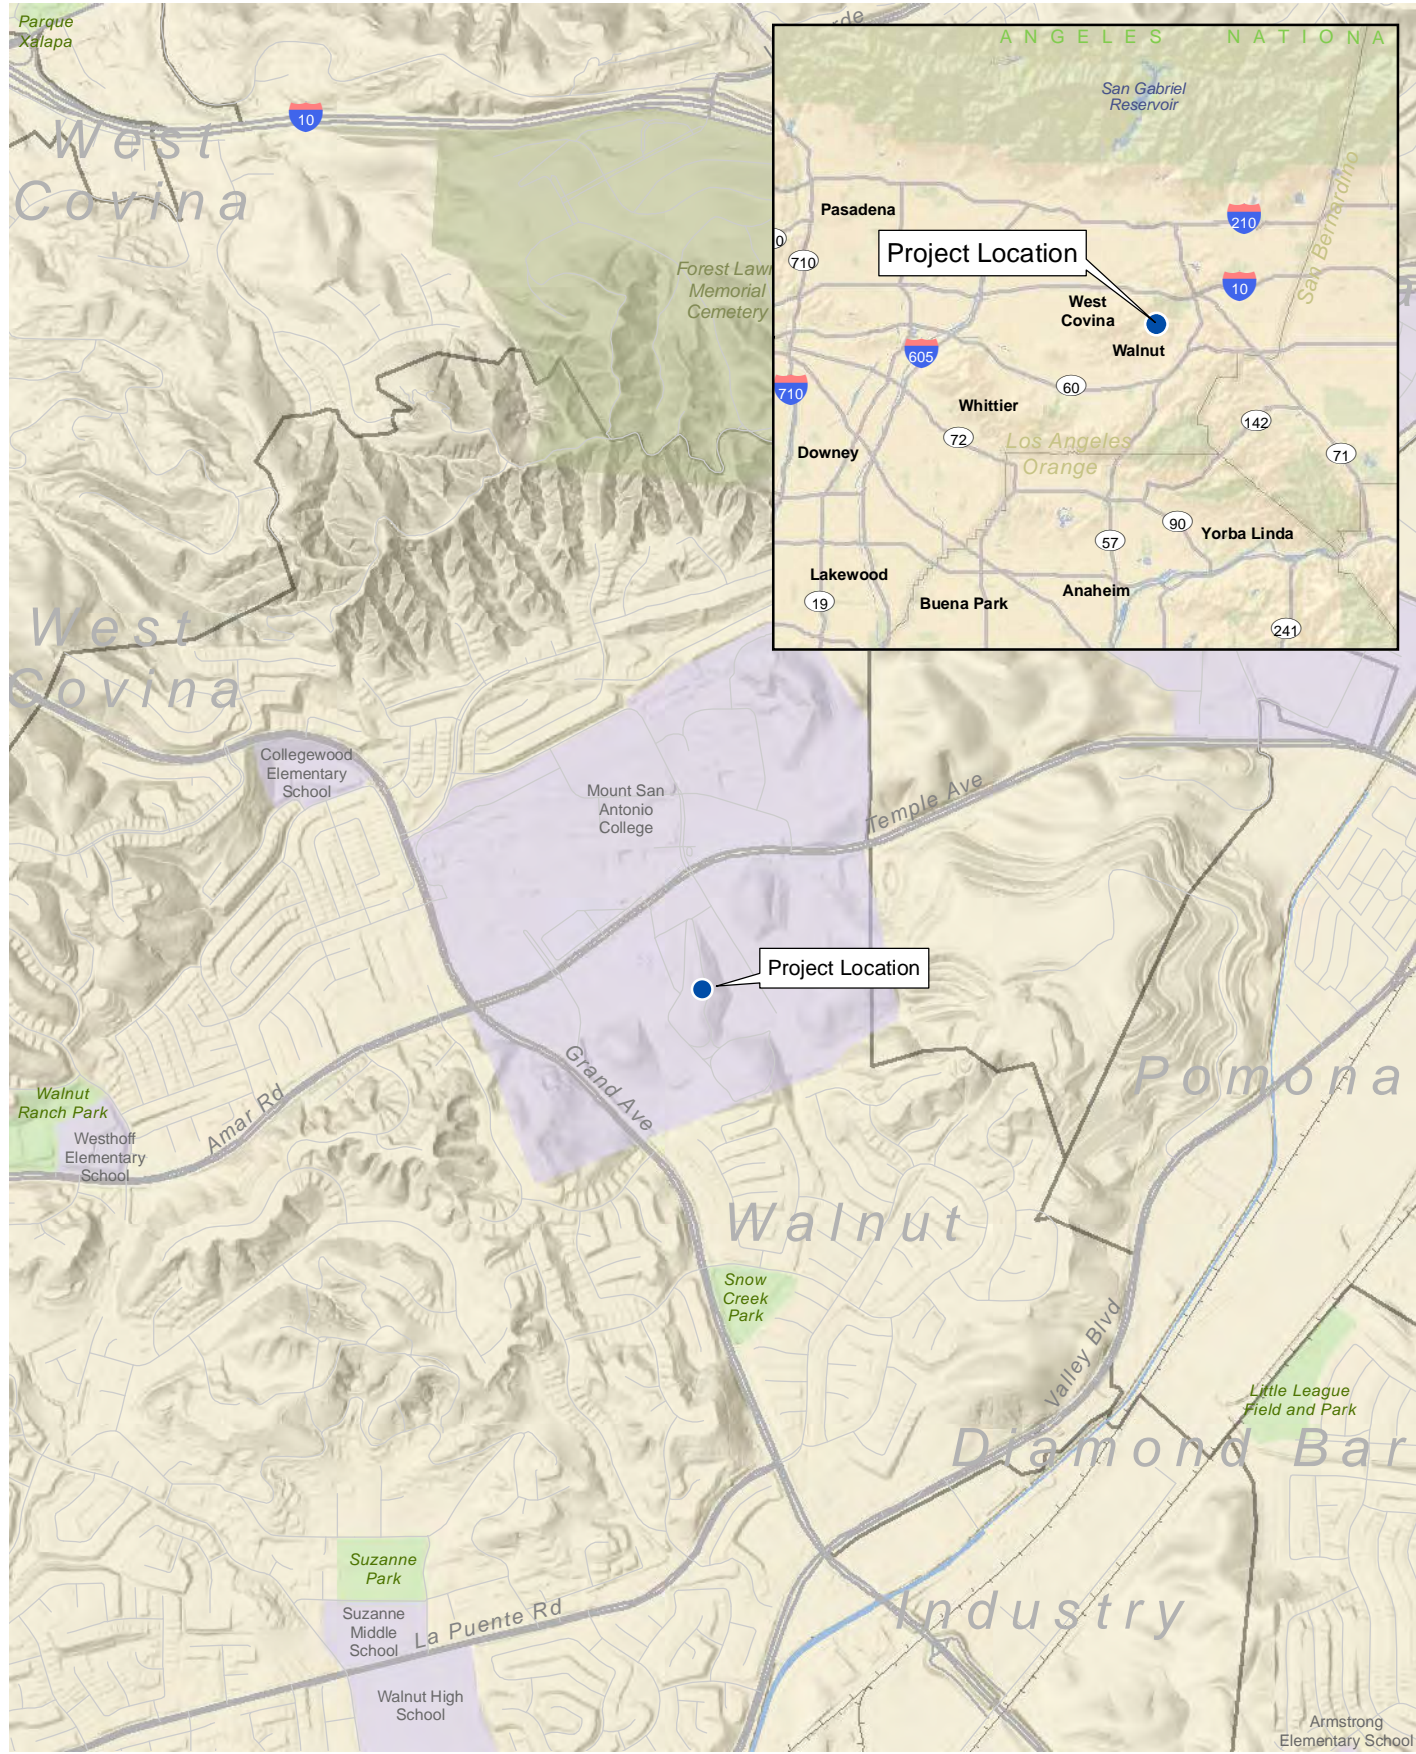 Parque
Xalapa
10
West
Covina
Forest Law
Memorial
Cemetery
ANGELES NATIONA
San Gabriel
Reservoir
Pasadena
210
710
Project Location
10
San Bernardino
West
Covina
Walnut
605
710
60
Whittier
142
72
Los Angeles
Orange
71
Downey
90
57
Yorba Linda
Lakewood
Anaheim
19
Buena Park
241
West
Covina
Collegewood
Elementary
School
Mount San
Antonio
College
Temple Ave
Project Location
Grand Ave
Pomona
Walnut
Ranch Park
Amar Rd
Westhoff
Elementary
School
Walnut
Snow
Creek
Park
Valley Blvd
Little League
Field and Park
Diamond Bar
Suzanne
Park
Industry
Suzanne
Middle
School
La Puente Rd
Walnut High
School
Armstrong
Elementary School